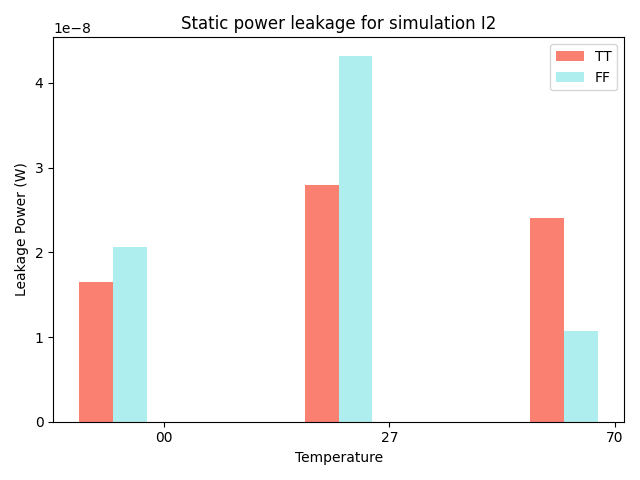 Static power leakage for simulation I2
1e−8
TT
FF
4
3
2
1
0
Leakage Power (W)
00
27
70
Temperature